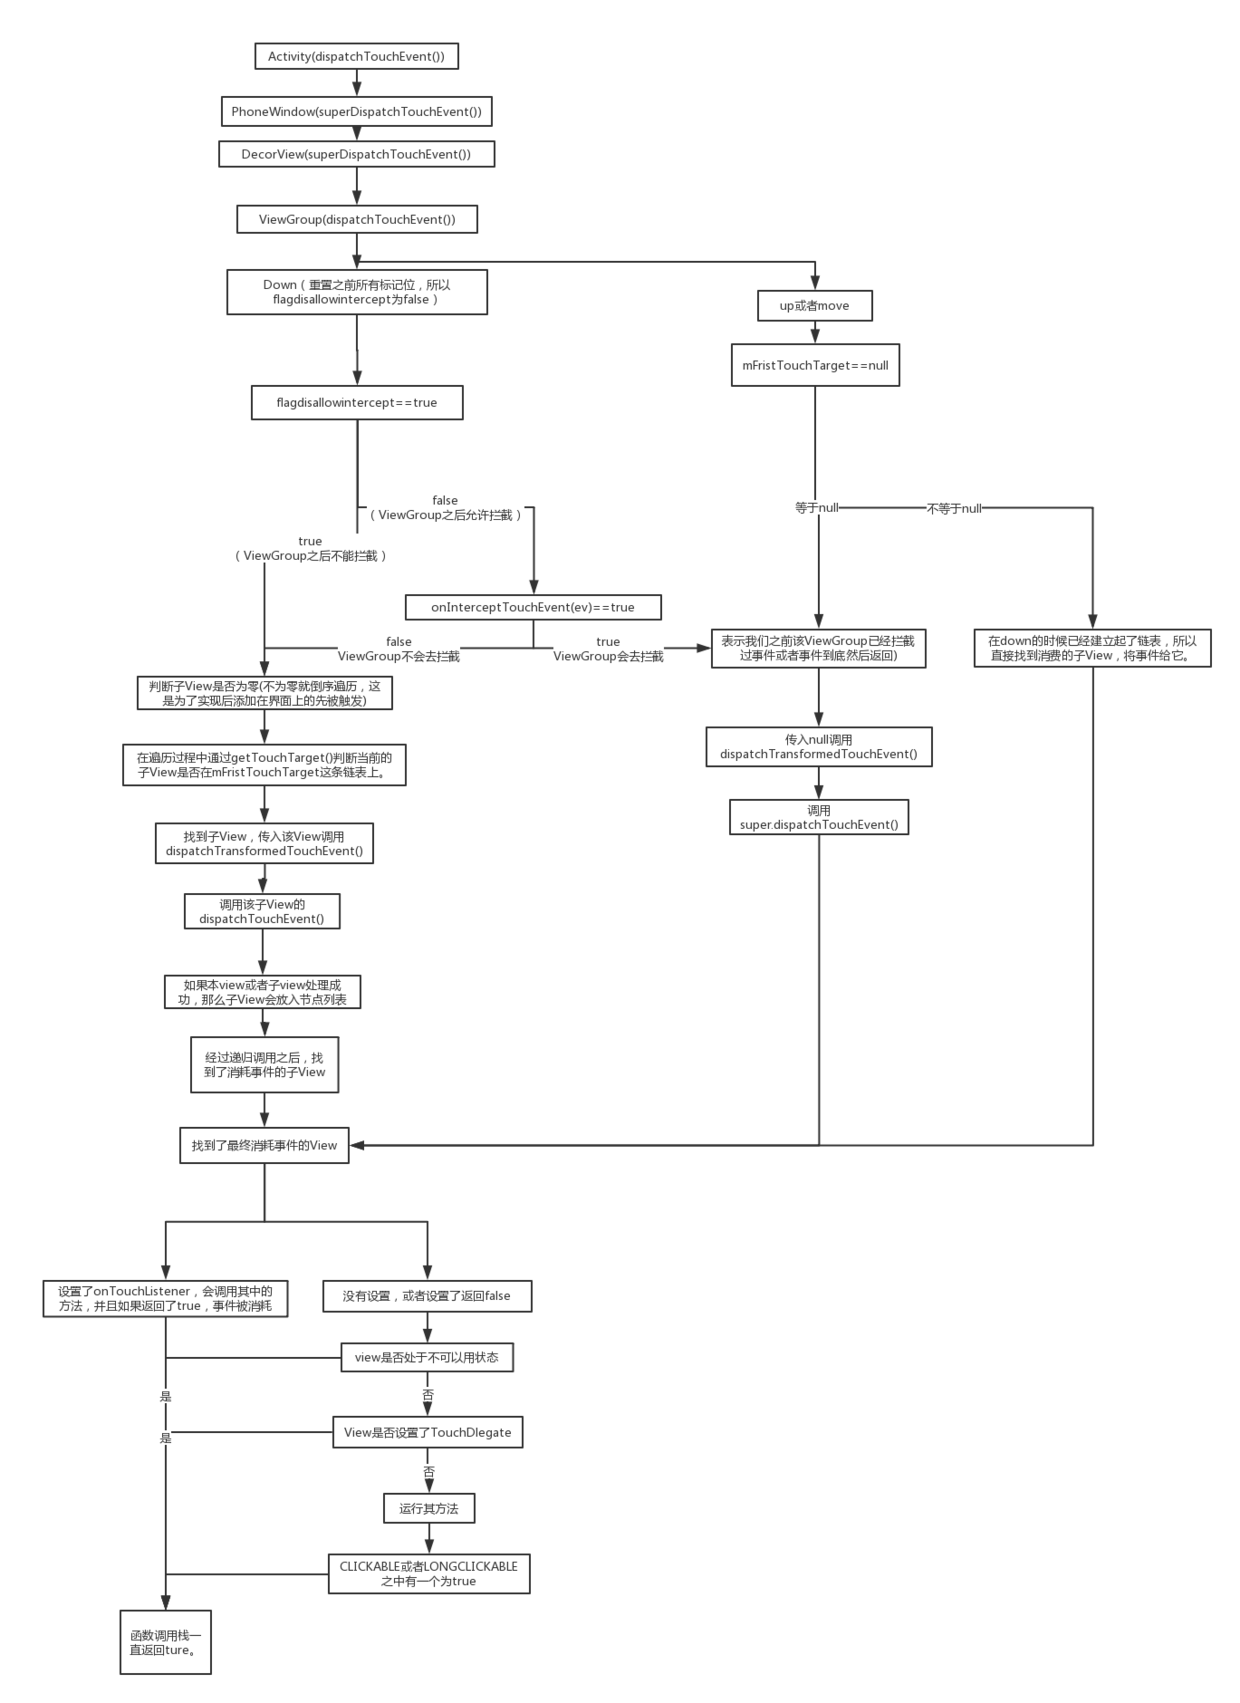 Activity(dispatchTouchEvent())
PhoneWindow(superDispatchTouchEvent())
DecorView(superDispatchTouchEvent())
ViewGroup(dispatchTouchEvent())
Down（重置之前所有标记位，所以
flagdisallowintercept为false）
up或者move
mFristTouchTarget==null
flagdisallowintercept==true
false
（ViewGroup之后允许拦截）
等于null
不等于null
true
（ViewGroup之后不能拦截）
onInterceptTouchEvent(ev)==true
false
ViewGroup不会去拦截
true
ViewGroup会去拦截
表示我们之前该ViewGroup已经拦截
过事件或者事件到底然后返回)
在down的时候已经建立起了链表，所以
直接找到消费的子View，将事件给它。
判断子View是否为零(不为零就倒序遍历，这
是为了实现后添加在界面上的先被触发)
传入null调用
dispatchTransformedTouchEvent()
在遍历过程中通过getTouchTarget()判断当前的
子View是否在mFristTouchTarget这条链表上。
调用
super.dispatchTouchEvent()
找到子View，传入该View调用
dispatchTransformedTouchEvent()
调用该子View的
dispatchTouchEvent()
如果本view或者子view处理成
功，那么子View会放入节点列表
经过递归调用之后，找
到了消耗事件的子View
找到了最终消耗事件的View
设置了onTouchListener，会调用其中的
方法，并且如果返回了true，事件被消耗
没有设置，或者设置了返回false
view是否处于不可以用状态
是
否
View是否设置了TouchDlegate
是
否
运行其方法
CLICKABLE或者LONGCLICKABLE
之中有一个为true
函数调用栈一
直返回ture。